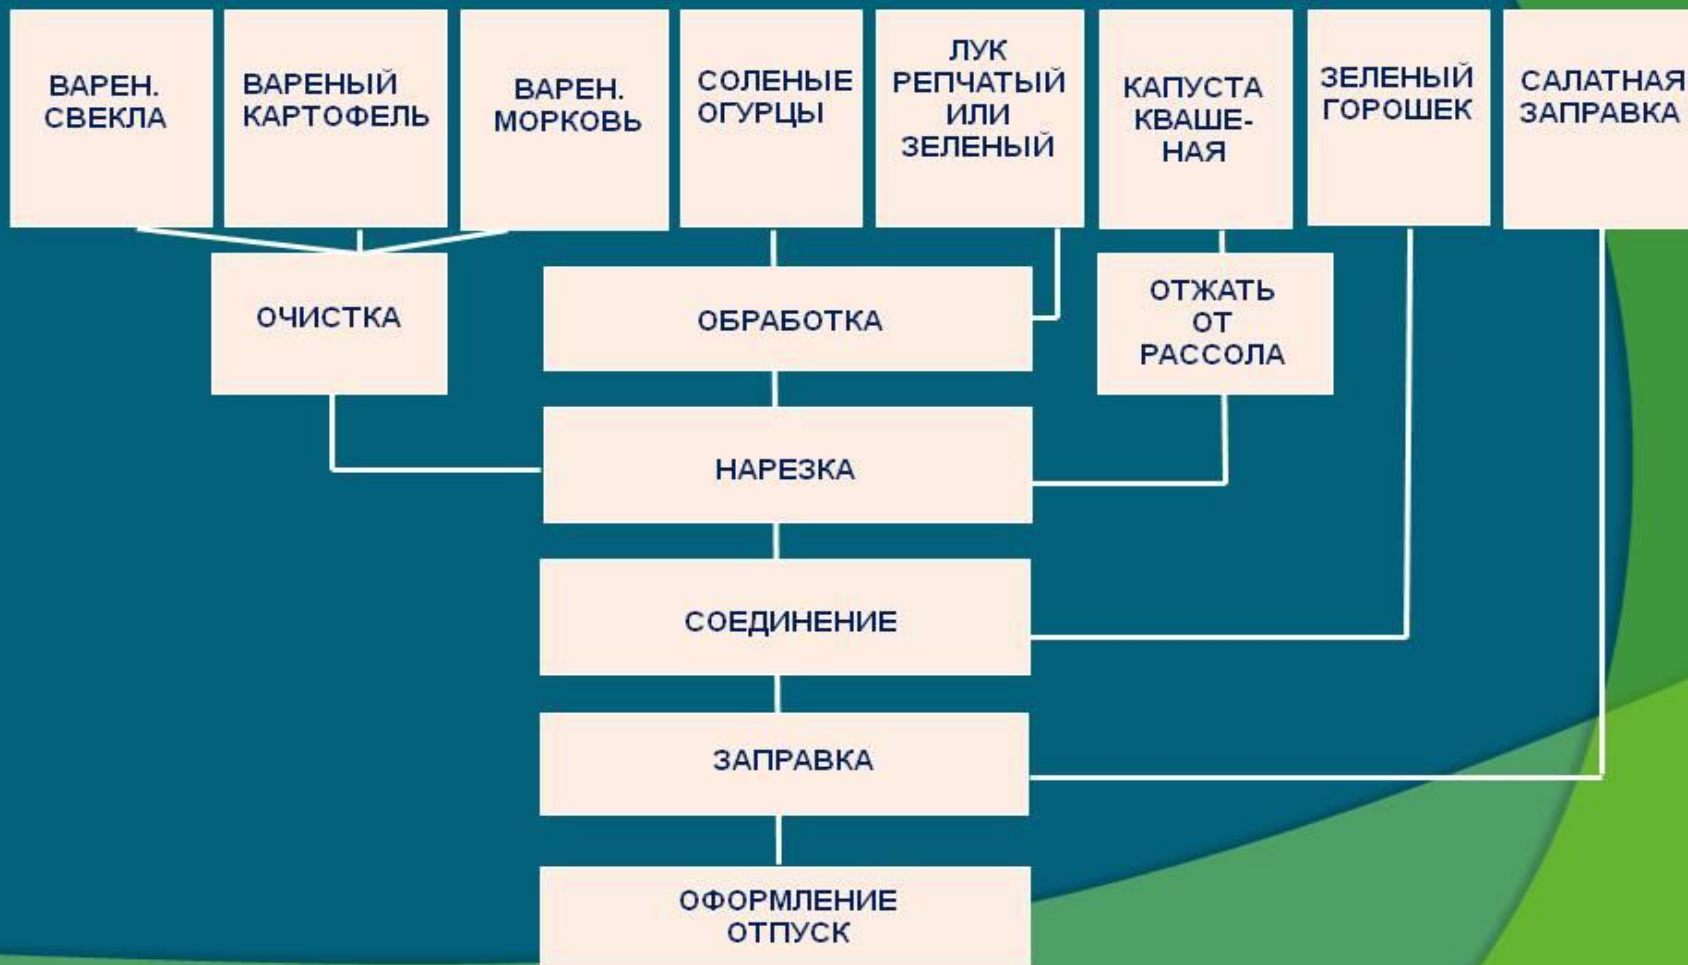 ВАРЕН.
СВЕКЛА
ВАРЕНЫЙ
КАРТОФЕЛЬ
ВАРЕН.
МОРКОВЬ
СОЛЕНЫЕ
ОГУРЦЫ
ЛУК
РЕПЧАТЫЙ
ИЛИ
ЗЕЛЕНЫЙ
КАПУСТА
КВАШЕ-
НАЯ
ЗЕЛЕНЫЙ
ГОРОШЕК
САЛАТНАЯ
ЗАПРАВКА
ОЧИСТКА
ОБРАБОТКА
ОТЖАТЬ
ОТ
РАССОЛА
НАРЕЗКА
СОЕДИНЕНИЕ
ЗАПРАВКА
ОФОРМЛЕНИЕ
ОТПУСК